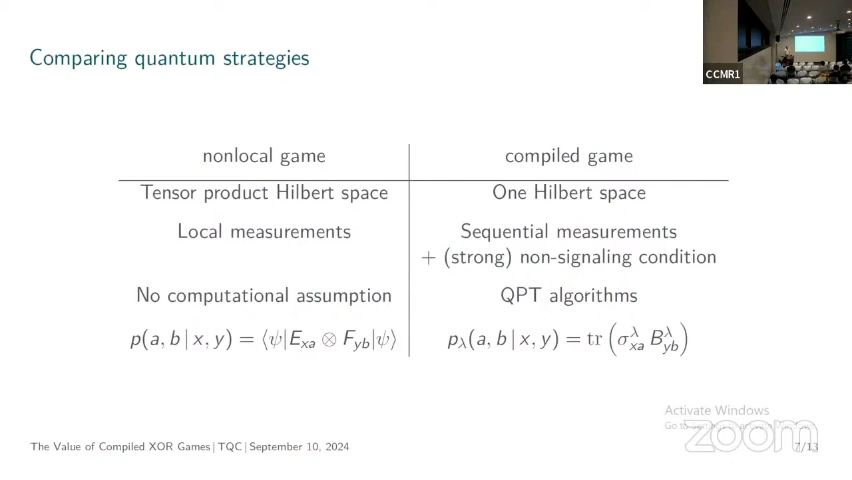 Comparing quantum strategies
CCMR1
nonlocal game
compiled game
Tensor product Hilbert space
One Hilbert space
Local measurements
Sequential measurements
+ (strong) non-signaling condition
No computational assumption
QPT algorithms
p(a, b | x, y) = ⟨ψ|E_xa ⊗ F_yb|ψ⟩
p_λ(a, b | x, y) = tr(σ^λ_xa B^λ_yb)
Activate Windows
Go to
zoom
The Value of Compiled XOR Games | TQC | September 10, 2024
7/13